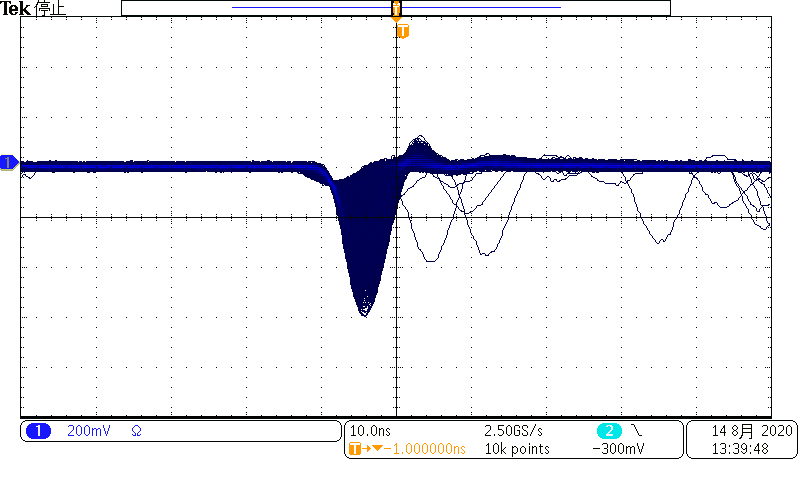 Tek 停止
T
T
1
1 200mV Ω
10.0ns 2.50GS/s 2 -300mV
T→▼-1.000000ns 10k points
14 8月 2020
13:39:48